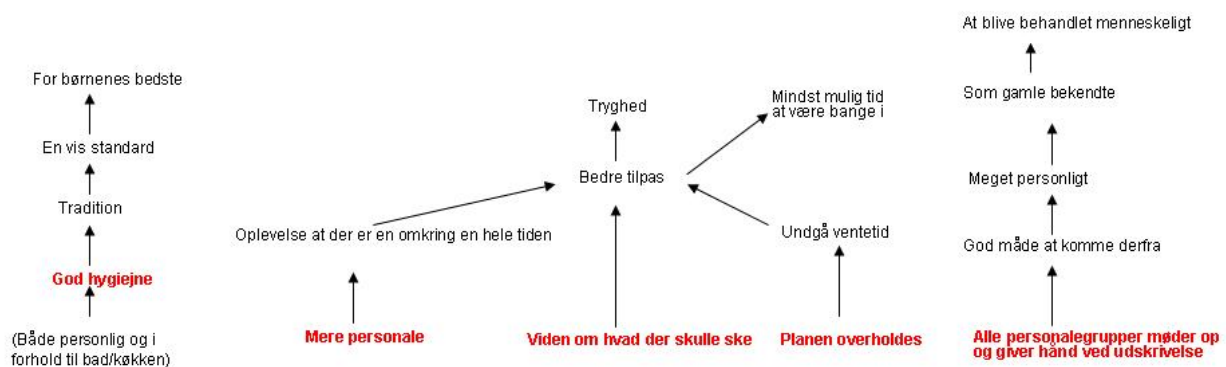 At blive behandlet menneskeligt
For børnenes bedste
Som gamle bekendte
Mindst mulig tid
at være bange i
Tryghed
En vis standard
Bedre tilpas
Meget personligt
Tradition
Oplevelse at der er en omkring en hele tiden
Undgå ventetid
God måde at komme derfra
God hygiejne
(Både personlig og i
forhold til bad/køkken)
Mere personale
Viden om hvad der skulle ske
Planen overholdes
Alle personalegrupper møder op
og giver hånd ved udskrivelse